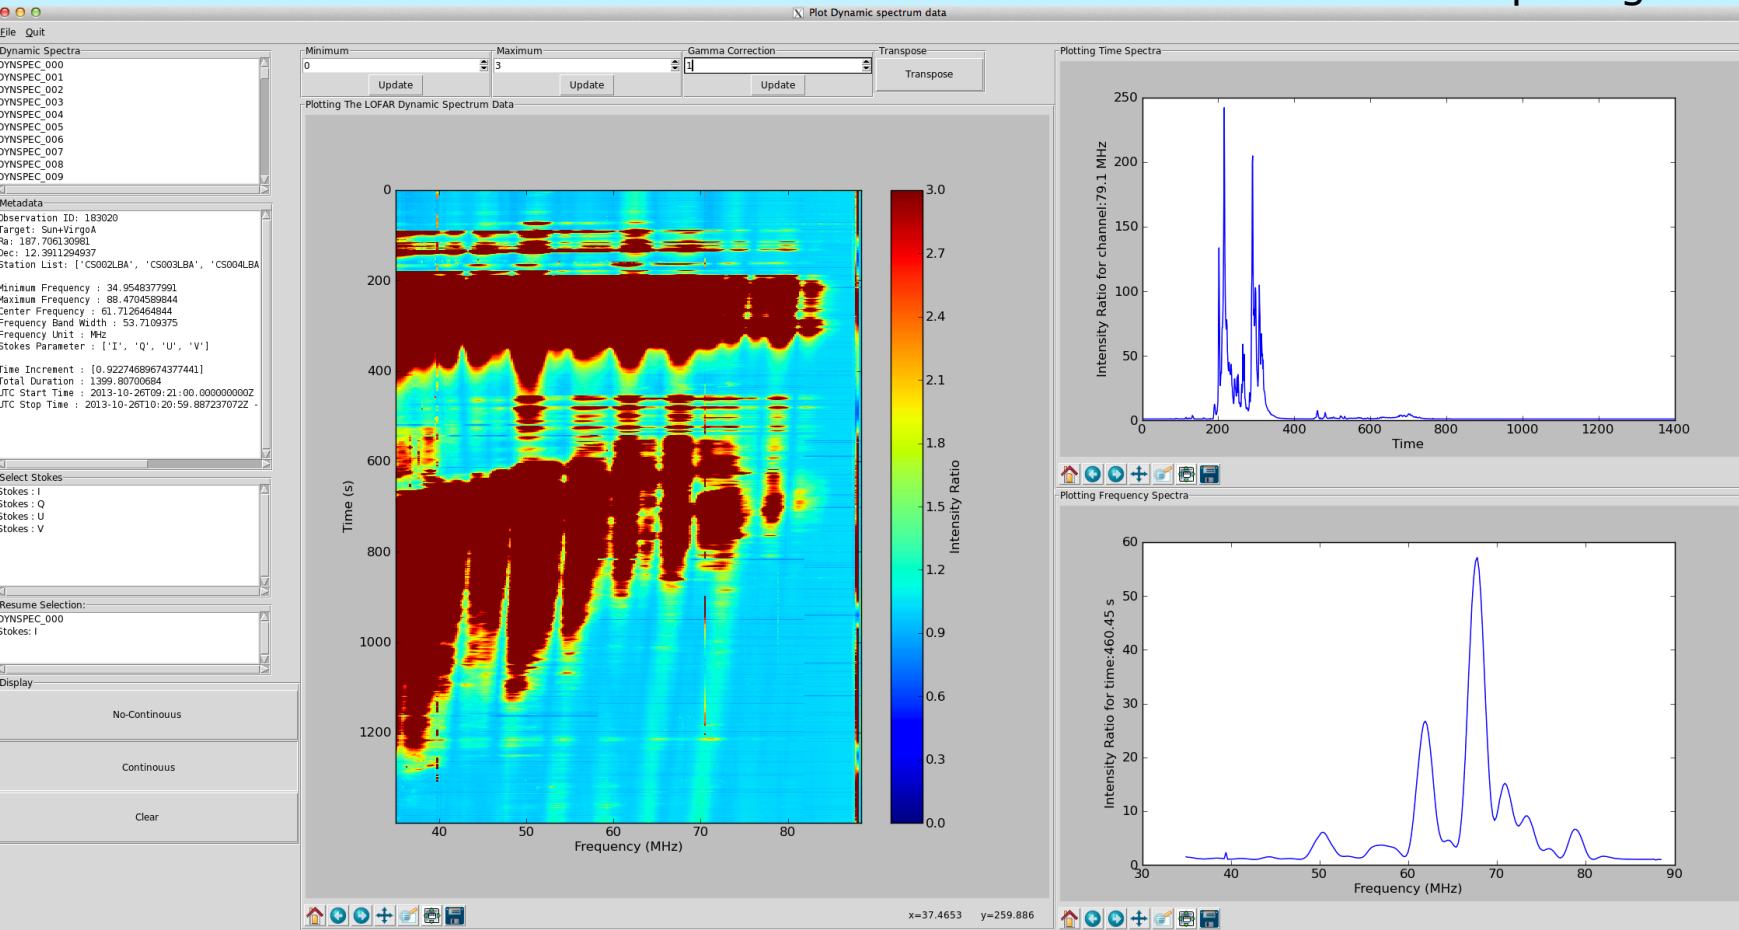 Plot Dynamic spectrum data
File Quit
Dynamic Spectra
DYNSPEC_000
DYNSPEC_001
DYNSPEC_002
DYNSPEC_003
DYNSPEC_004
DYNSPEC_005
DYNSPEC_006
DYNSPEC_007
DYNSPEC_008
DYNSPEC_009
Metadata
Observation ID: 183020
Target: Sun+VirgoA
Ra: 187.706130981
Dec: 12.3911294937
Station List: ['CS002LBA', 'CS003LBA', 'CS004LBA
Minimum Frequency : 34.9548377991
Maximum Frequency : 88.4704589844
Center Frequency : 61.7126464844
Frequency Band Width : 53.7109375
Frequency Unit : MHz
Stokes Parameter : ['I', 'Q', 'U', 'V']
Time Increment : [0.92274689674377441]
Total Duration : 1399.80700684
UTC Start Time : 2013-10-26T09:21:00.000000000Z
UTC Stop Time : 2013-10-26T10:20:59.887237072Z -
Select Stokes
Stokes : I
Stokes : Q
Stokes : U
Stokes : V
Resume Selection:
DYNSPEC_000
Stokes: I
Display
No-Continouus
Continouus
Clear
Minimum
0
Update
Maximum
3
Update
Gamma Correction
1
Update
Transpose
Transpose
Plotting The LOFAR Dynamic Spectrum Data
0
200
400
600
800
1000
1200
Time (s)
40 50 60 70 80
Frequency (MHz)
3.0
2.7
2.4
2.1
1.8
1.5
1.2
0.9
0.6
0.3
0.0
Intensity Ratio
x=37.4653 y=259.886
Plotting Time Spectra
250
200
150
100
50
0
Intensity Ratio for channel:79.1 MHz
0 200 400 600 800 1000 1200 1400
Time
Plotting Frequency Spectra
60
50
40
30
20
10
0
Intensity Ratio for time:460.45 s
30 40 50 60 70 80 90
Frequency (MHz)